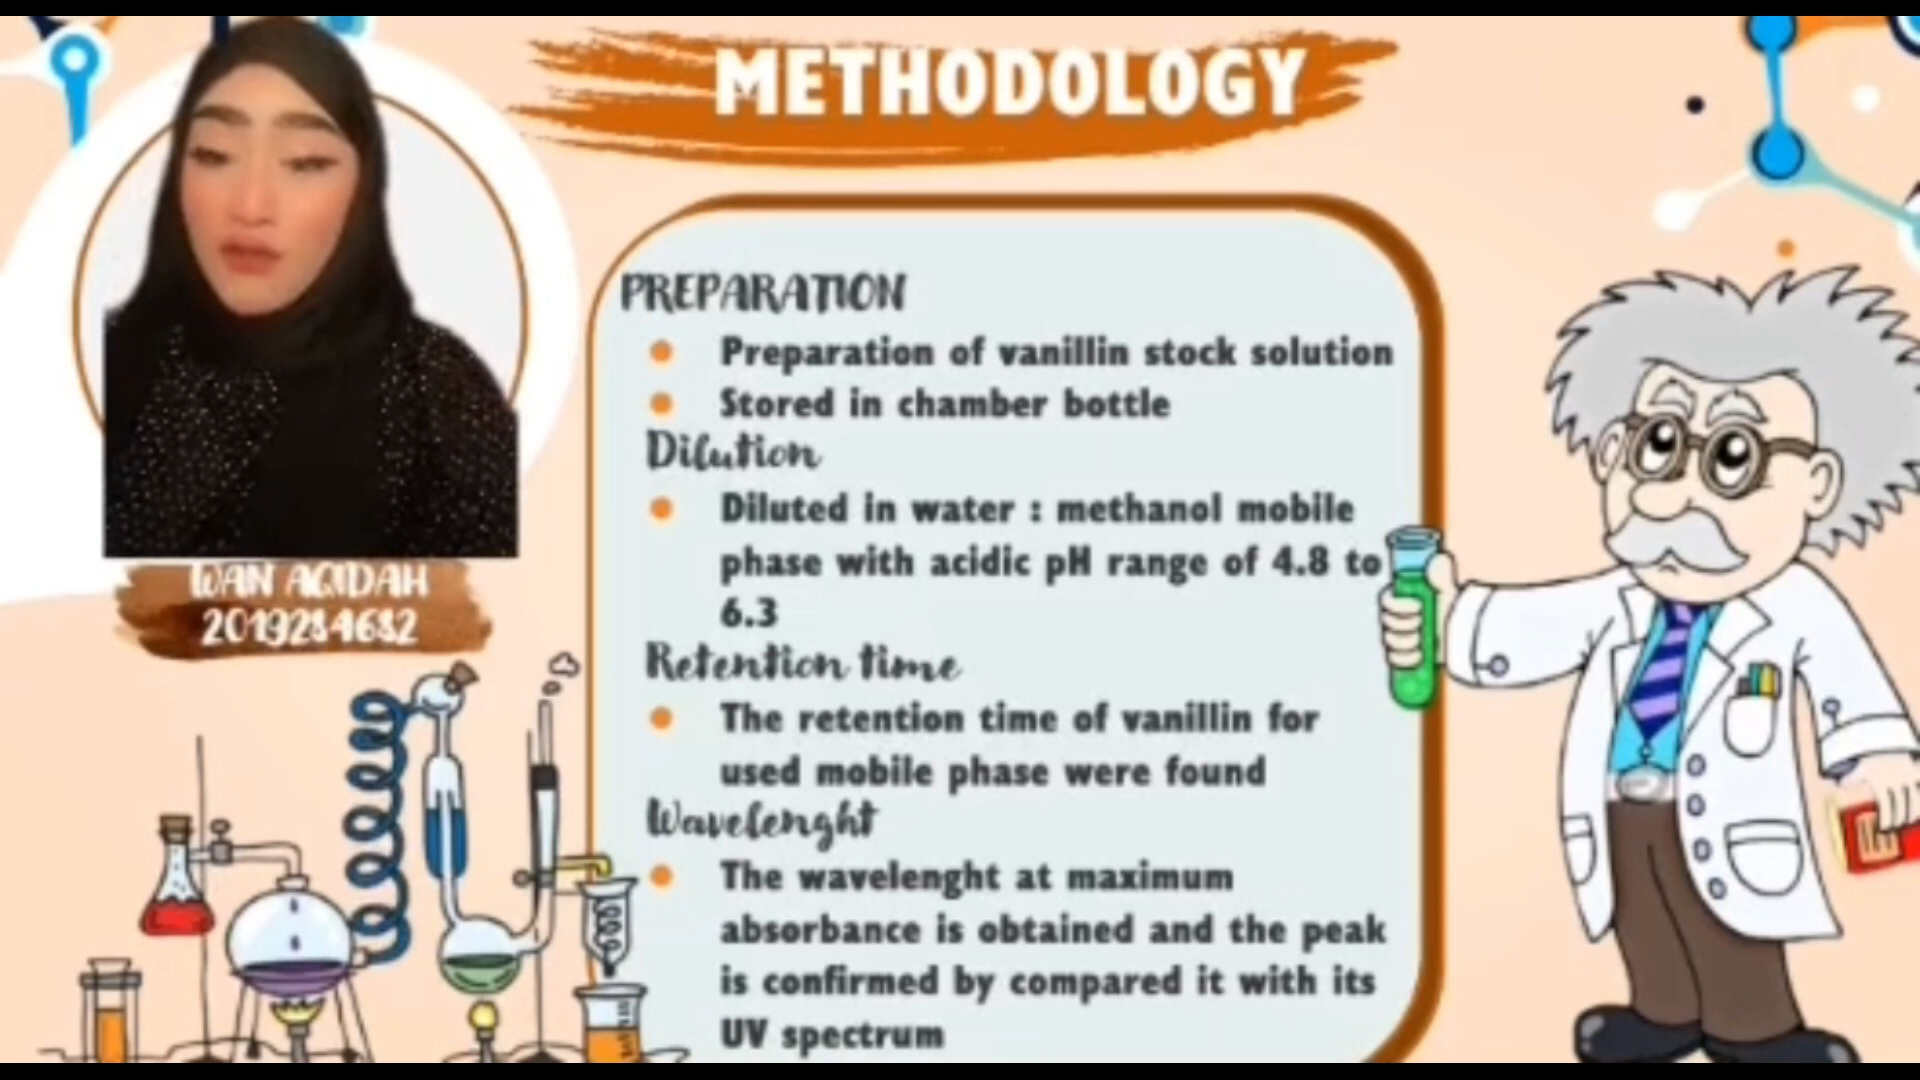 METHODOLOGY
PREPARATION
Preparation of vanillin stock solution
Stored in chamber bottle
Dilution
Diluted in water : methanol mobile
phase with acidic pH range of 4.8 to
6.3
Retention time
The retention time of vanillin for
used mobile phase were found
Wavelenght
The wavelenght at maximum
absorbance is obtained and the peak
is confirmed by compared it with its
UV spectrum
WAN AQIDAH
2019284682